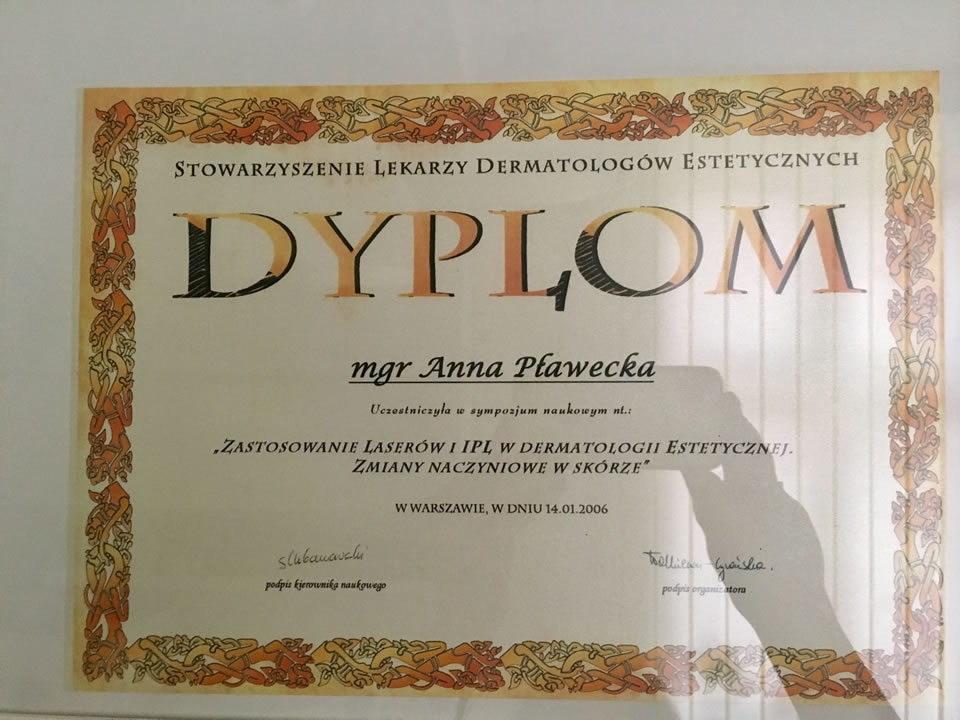 STOWARZYSZENIE LEKARZY DERMATOLOGÓW ESTETYCZNYCH
DYPLOM
mgr Anna Pławecka
Uczestniczyła w sympozjum naukowym nt.:
„ZASTOSOWANIE LASERÓW I IPL W DERMATOLOGII ESTETYCZNEJ.
ZMIANY NACZYNIOWE W SKÓRZE”
W WARSZAWIE, W DNIU 14.01.2006
podpis kierownika naukowego
podpis organizatora